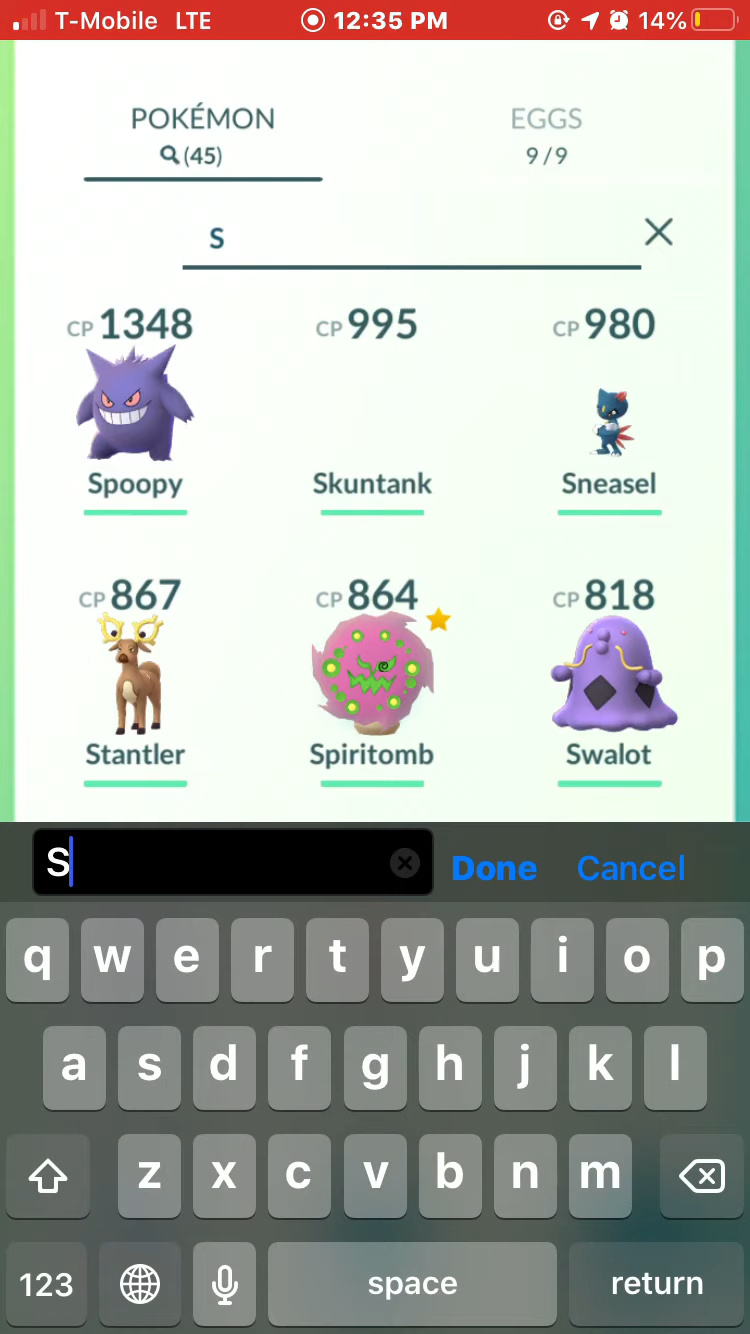 T-Mobile LTE 12:35 PM 14%
POKÉMON EGGS
(45) 9/9
S
CP 1348 CP 995 CP 980
Spoopy Skuntank Sneasel
CP 867 CP 864 CP 818
Stantler Spiritomb Swalot
S Done Cancel
q w e r t y u i o p
a s d f g h j k l
z x c v b n m
123 space return